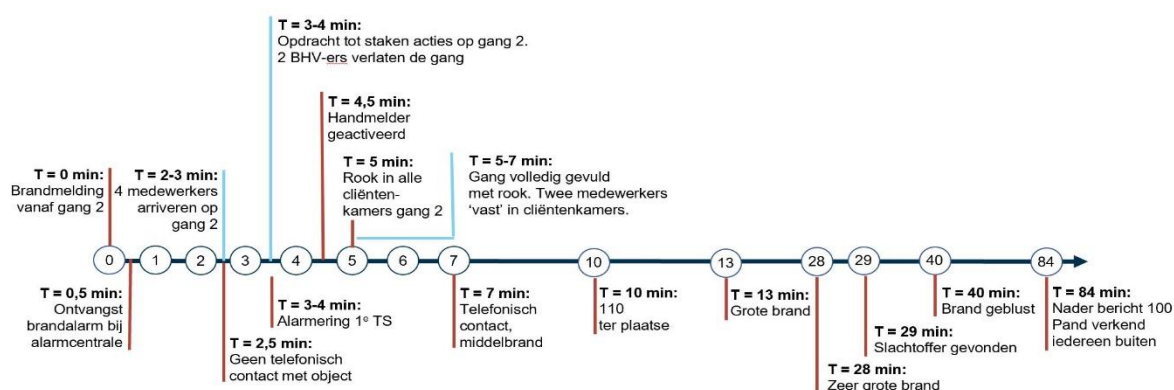 T = 3-4 min:
Opdracht tot staken acties op gang 2.
2 BHV-ers verlaten de gang
T = 4,5 min:
Handmelder
geactiveerd
T = 0 min:
Brandmelding
vanaf gang 2
T = 2-3 min:
4 medewerkers
arriveren op
gang 2
T = 5 min:
Rook in alle
cliënten-
kamers gang 2
T = 5-7 min:
Gang volledig gevuld
met rook. Twee medewerkers
‘vast’ in cliëntenkamers.
0 1 2 3 4 5 6 7 10 13 28 29 40 84
T = 0,5 min:
Ontvangst
brandalarm bij
alarmcentrale
T = 2,5 min:
Geen telefonisch
contact met object
T = 3-4 min:
Alarmering 1e TS
T = 7 min:
Telefonisch
contact,
middelbrand
T = 10 min:
110
ter plaatse
T = 13 min:
Grote brand
T = 28 min:
Zeer grote brand
T = 29 min:
Slachtoffer gevonden
T = 40 min:
Brand geblust
T = 84 min:
Nader bericht 100
Pand verkend
iedereen buiten